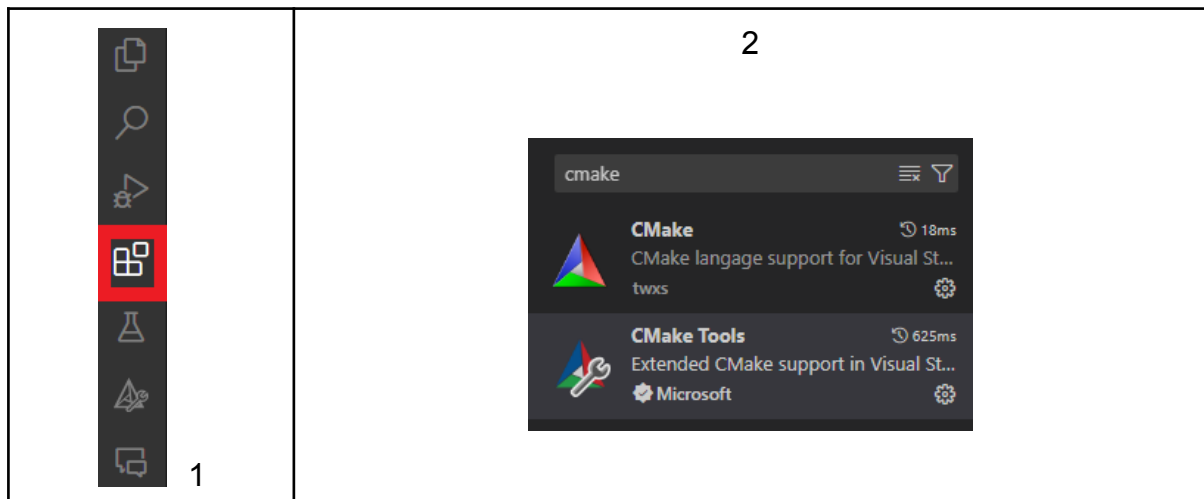 1
2
cmake
CMake
18ms
CMake langage support for Visual St...
twxs
CMake Tools
625ms
Extended CMake support in Visual St...
Microsoft